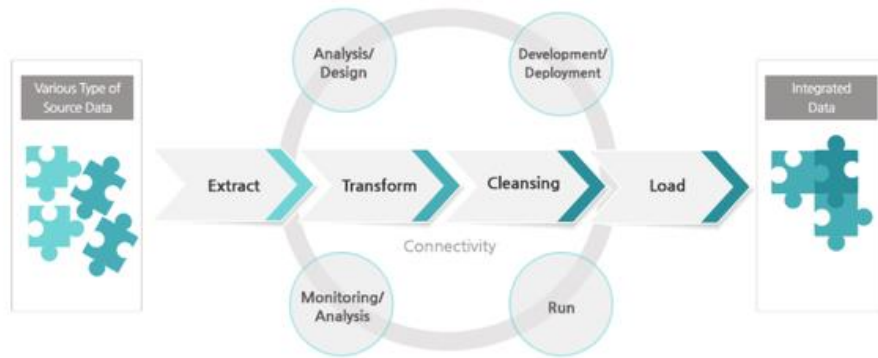 Analysis/
Design
Development/
Deployment
Various Type of
Source Data
Integrated
Data
Extract
Transform
Cleansing
Load
Connectivity
Monitoring/
Analysis
Run